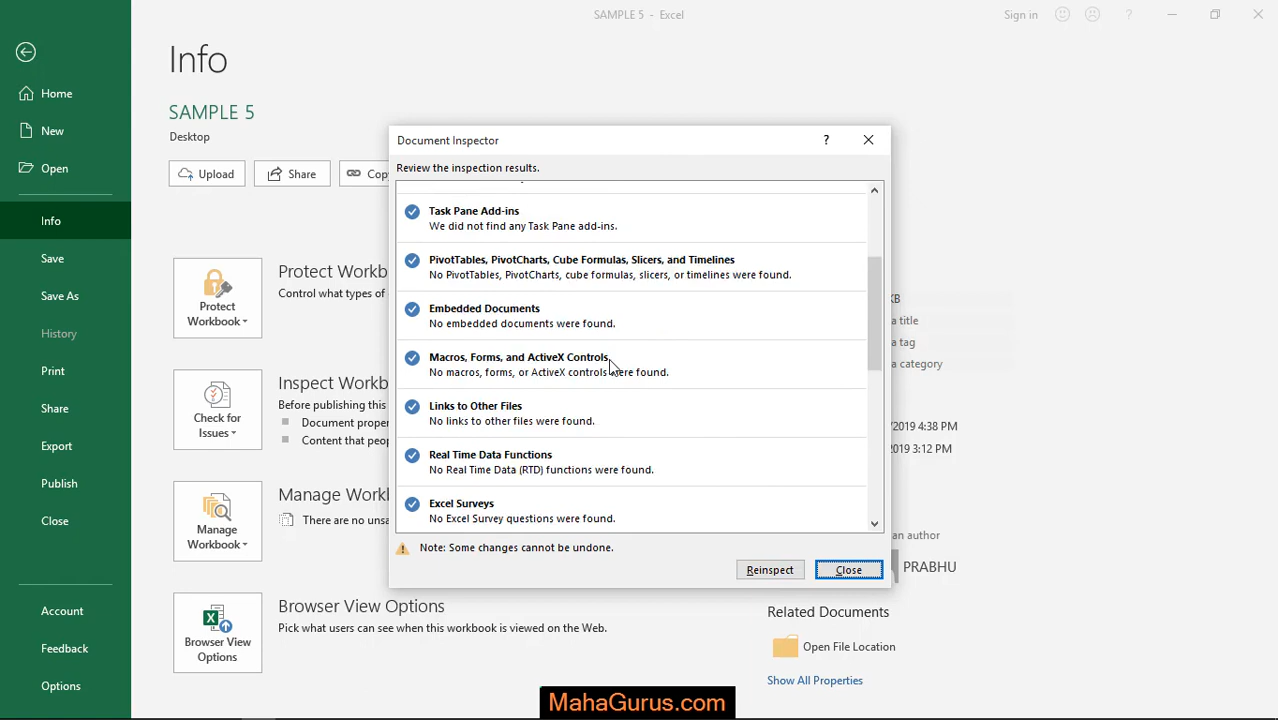 SAMPLE 5 - Excel
Sign in
?
Info
Home
New
Open
Info
Save
Save As
History
Print
Share
Export
Publish
Close
Account
Feedback
Options
SAMPLE 5
Desktop
Upload
Share
Protect Workbook
Protect
Workbook
Control what types of
Check for
Issues
Before publishing this
Content that
Manage
Workbook
There are no
Browser View
Options
Browser View Options
Pick what users can see when this workbook is viewed on the Web.
Document Inspector
?
Review the inspection results.
Task Pane Add-ins
We did not find any Task Pane add-ins.
PivotTables, PivotCharts, Cube Formulas, Slicers, and Timelines
No PivotTables, PivotCharts, cube formulas, slicers, or timelines were found.
Embedded Documents
No embedded documents were found.
Macros, Forms, and ActiveX Controls
No macros, forms, or ActiveX controls were found.
Links to Other Files
No links to other files were found.
Real Time Data Functions
No Real Time Data (RTD) functions were found.
Excel Surveys
No Excel Survey questions were found.
Note: Some changes cannot be undone.
Reinspect
Close
KB
a title
a tag
a category
/2019 4:38 PM
2019 3:12 PM
an author
PRABHU
Related Documents
Open File Location
Show All Properties
MahaGurus.com